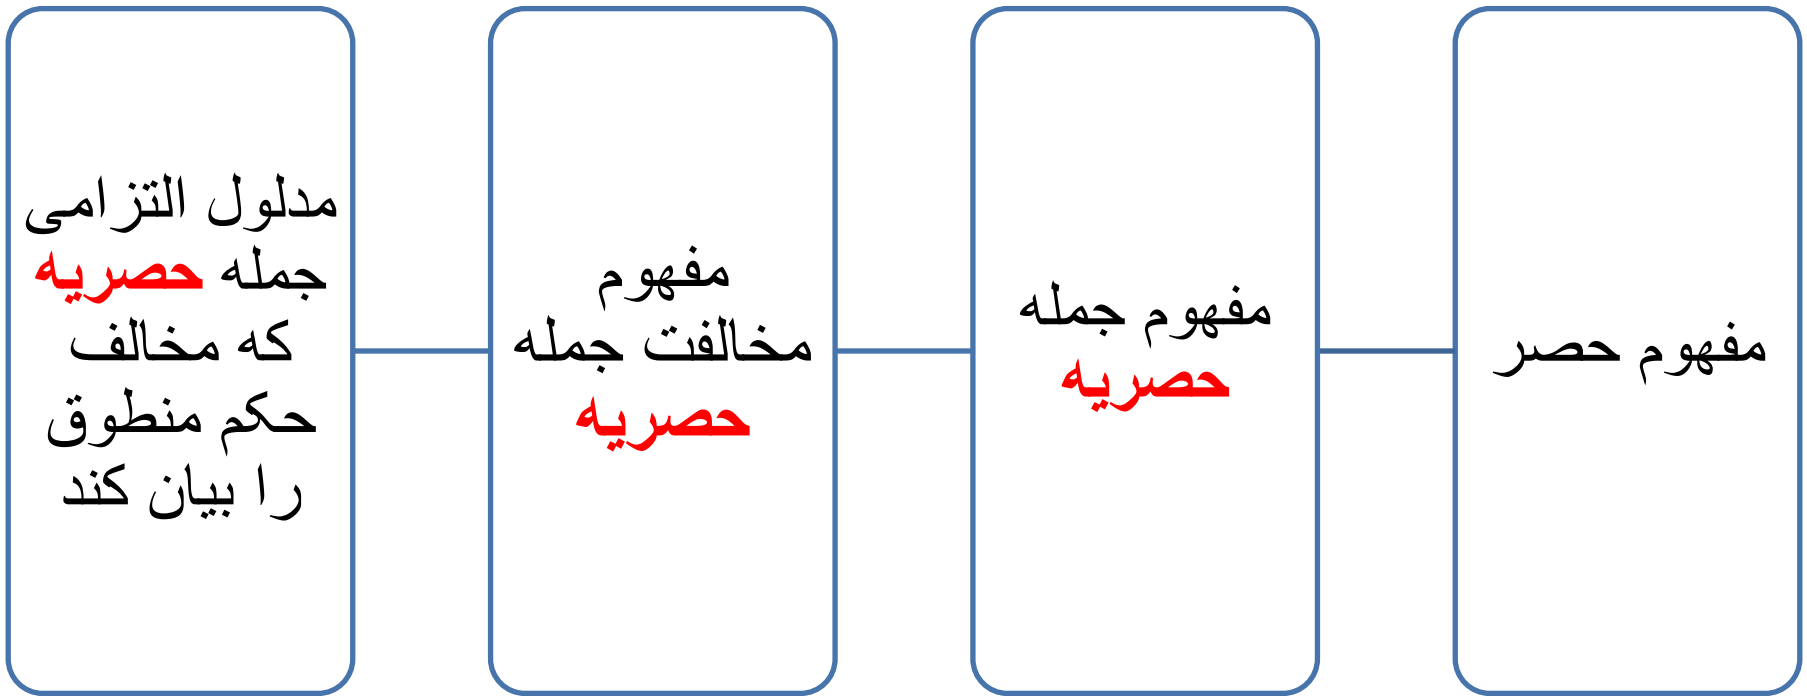 مفهوم حصر
مفهوم جمله
حصریه
مفهوم
مخالفت جمله
حصریه
مدلول التزامی
جمله حصریه
که مخالف
حکم منطوق
را بیان کند